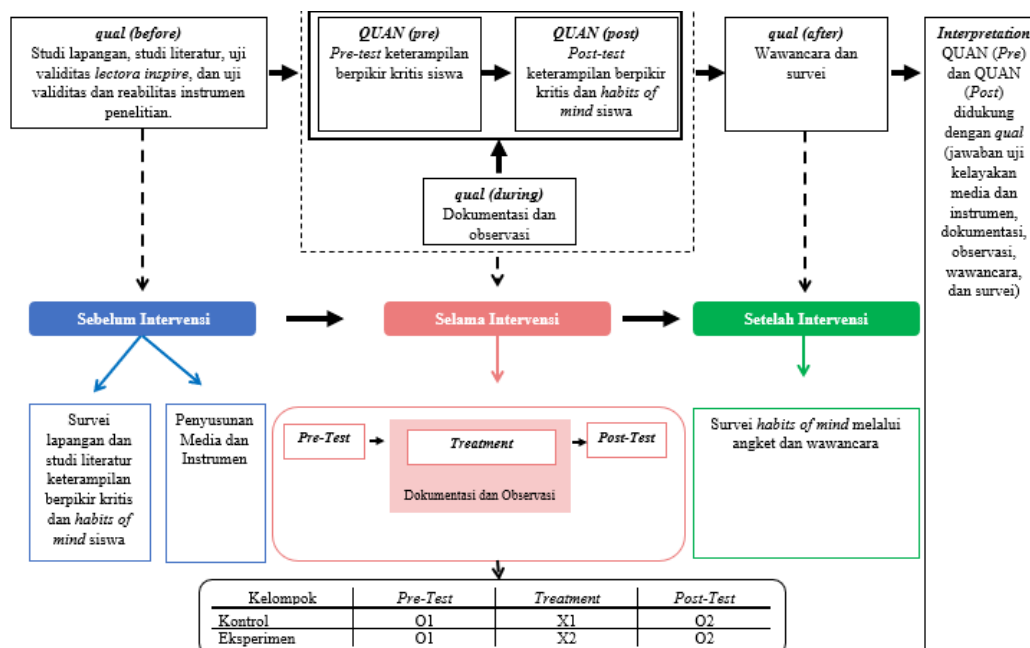 qual (before)
Studi lapangan, studi literatur, uji
validitas lectora inspire, dan uji
validitas dan reabilitas instrumen
penelitian.
QUAN (pre)
Pre-test keterampilan
berpikir kritis siswa
QUAN (post)
Post-test
keterampilan berpikir
kritis dan habits of
mind siswa
qual (after)
Wawancara dan
survei
Interpretation
QUAN (Pre)
dan QUAN
(Post)
didukung
dengan qual
(jawaban uji
kelayakan
media dan
instrumen,
dokumentasi,
observasi,
wawancara,
dan survei)
qual (during)
Dokumentasi dan
observasi
Sebelum Intervensi
Selama Intervensi
Setelah Intervensi
Survei
lapangan dan
studi literatur
keterampilan
berpikir kritis
dan habits of
mind siswa
Penyusunan
Media dan
Instrumen
Pre-Test
Treatment
Post-Test
Dokumentasi dan Observasi
Survei habits of mind melalui
angket dan wawancara
Kelompok Pre-Test Treatment Post-Test
Kontrol O1 X1 O2
Eksperimen O1 X2 O2